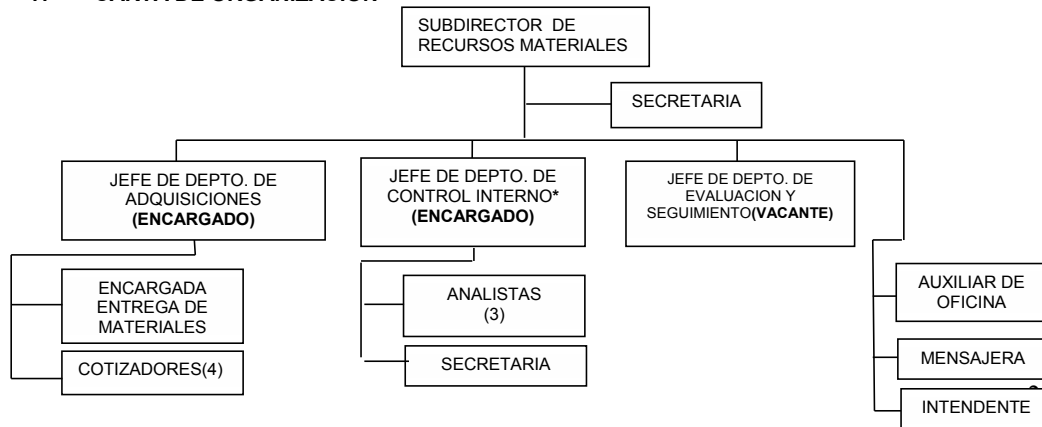 SUBDIRECTOR DE
RECURSOS MATERIALES
SECRETARIA
JEFE DE DEPTO. DE
ADQUISICIONES
(ENCARGADO)
JEFE DE DEPTO. DE
CONTROL INTERNO*
(ENCARGADO)
JEFE DE DEPTO. DE
EVALUACION Y
SEGUIMIENTO(VACANTE)
ENCARGADA
ENTREGA DE
MATERIALES
COTIZADORES(4)
ANALISTAS
(3)
SECRETARIA
AUXILIAR DE
OFICINA
MENSAJERA
INTENDENTE